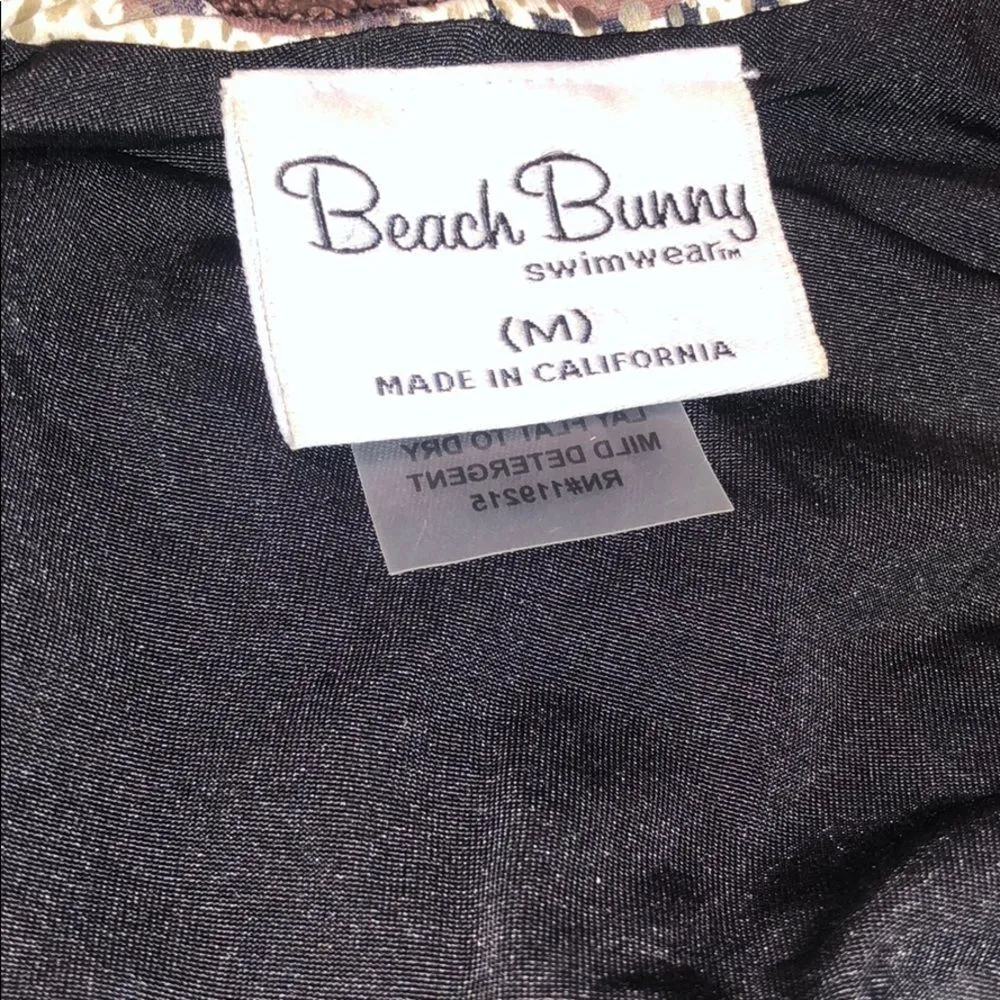 Beach Bunny
swimwear™
(M)
MADE IN CALIFORNIA
LAY FLAT TO DRY
MILD DETERGENT
RN#119215